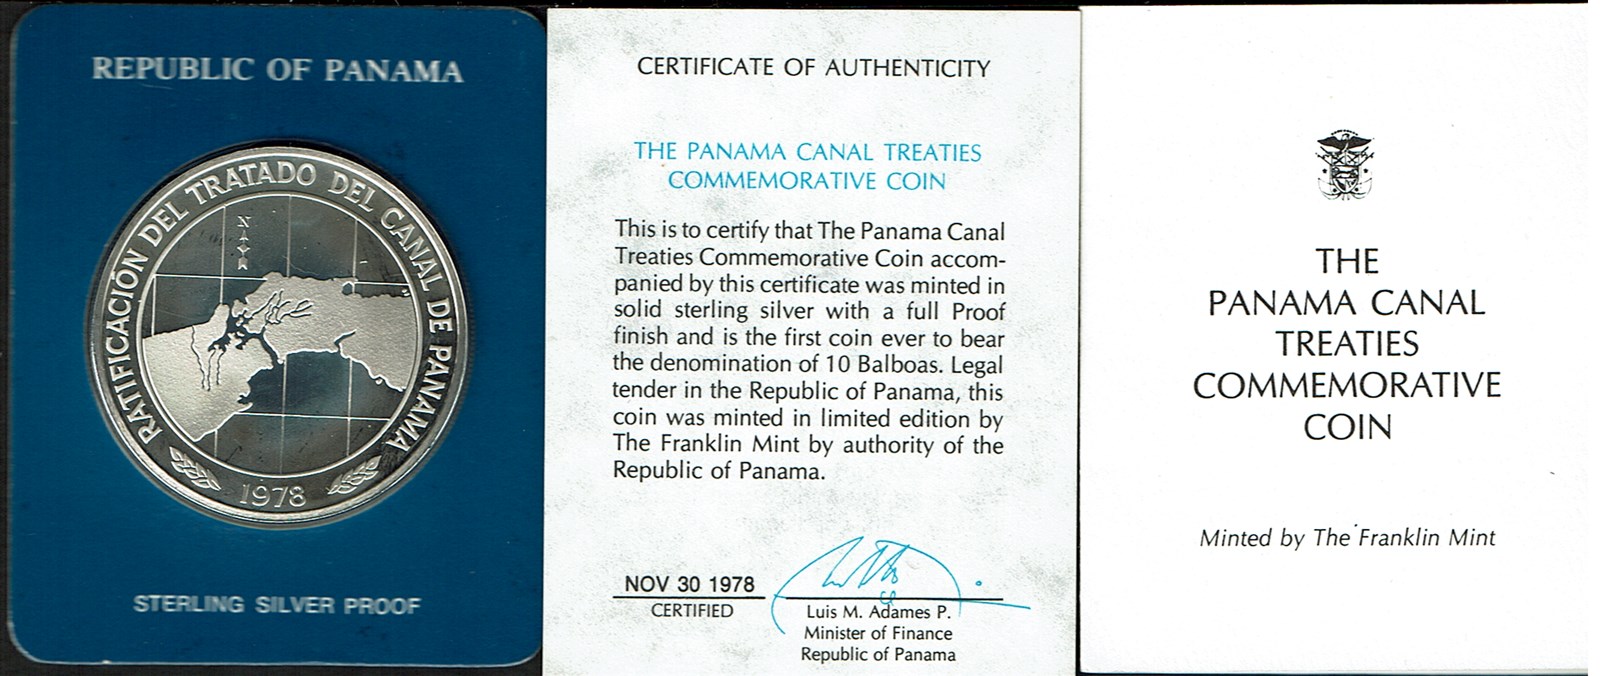 REPUBLIC OF PANAMA
RATIFICACIÓN DEL TRATADO DEL CANAL DE PANAMA
N
1978
STERLING SILVER PROOF
CERTIFICATE OF AUTHENTICITY
THE PANAMA CANAL TREATIES
COMMEMORATIVE COIN
This is to certify that The Panama Canal
Treaties Commemorative Coin accom-
panied by this certificate was minted in
solid sterling silver with a full Proof
finish and is the first coin ever to bear
the denomination of 10 Balboas. Legal
tender in the Republic of Panama, this
coin was minted in limited edition by
The Franklin Mint by authority of the
Republic of Panama.
NOV 30 1978
CERTIFIED
Luis M. Adames P.
Minister of Finance
Republic of Panama
THE
PANAMA CANAL
TREATIES
COMMEMORATIVE
COIN
Minted by The Franklin Mint